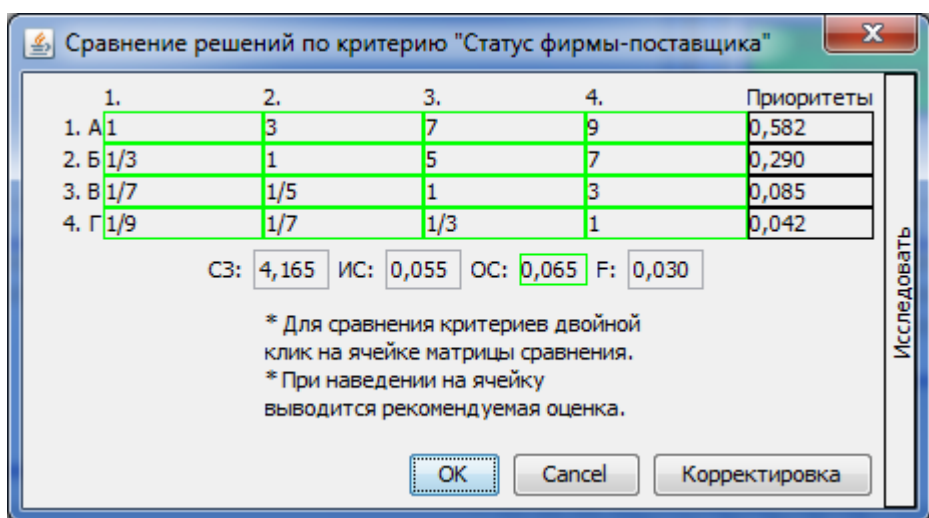 Сравнение решений по критерию "Статус фирмы-поставщика"
1. 2. 3. 4. Приоритеты
1. А 1 3 7 9 0,582
2. Б 1/3 1 5 7 0,290
3. В 1/7 1/5 1 3 0,085
4. Г 1/9 1/7 1/3 1 0,042
СЗ: 4,165 ИС: 0,055 ОС: 0,065 F: 0,030
* Для сравнения критериев двойной
клик на ячейке матрицы сравнения.
* При наведении на ячейку
выводится рекомендуемая оценка.
OK Cancel Корректировка
Исследовать